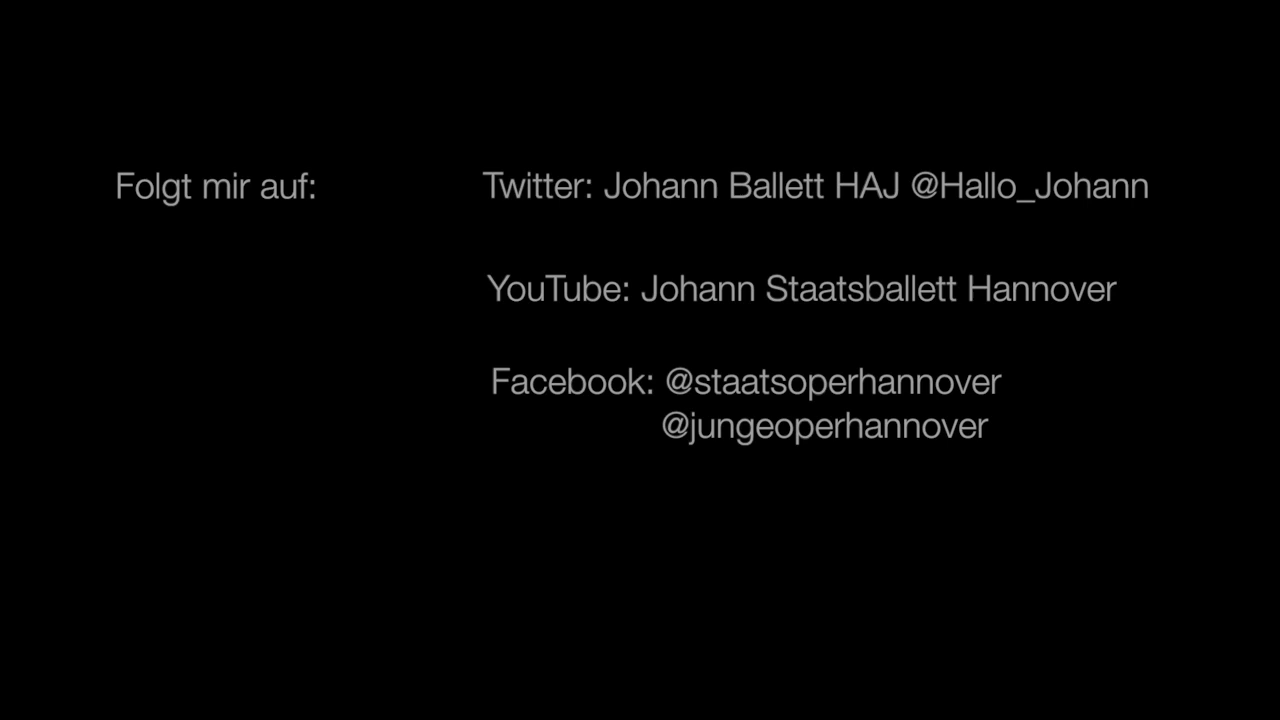 Folgt mir auf: Twitter: Johann Ballett HAJ @Hallo_Johann
YouTube: Johann Staatsballett Hannover
Facebook: @staatsoperhannover
@jungeoperhannover